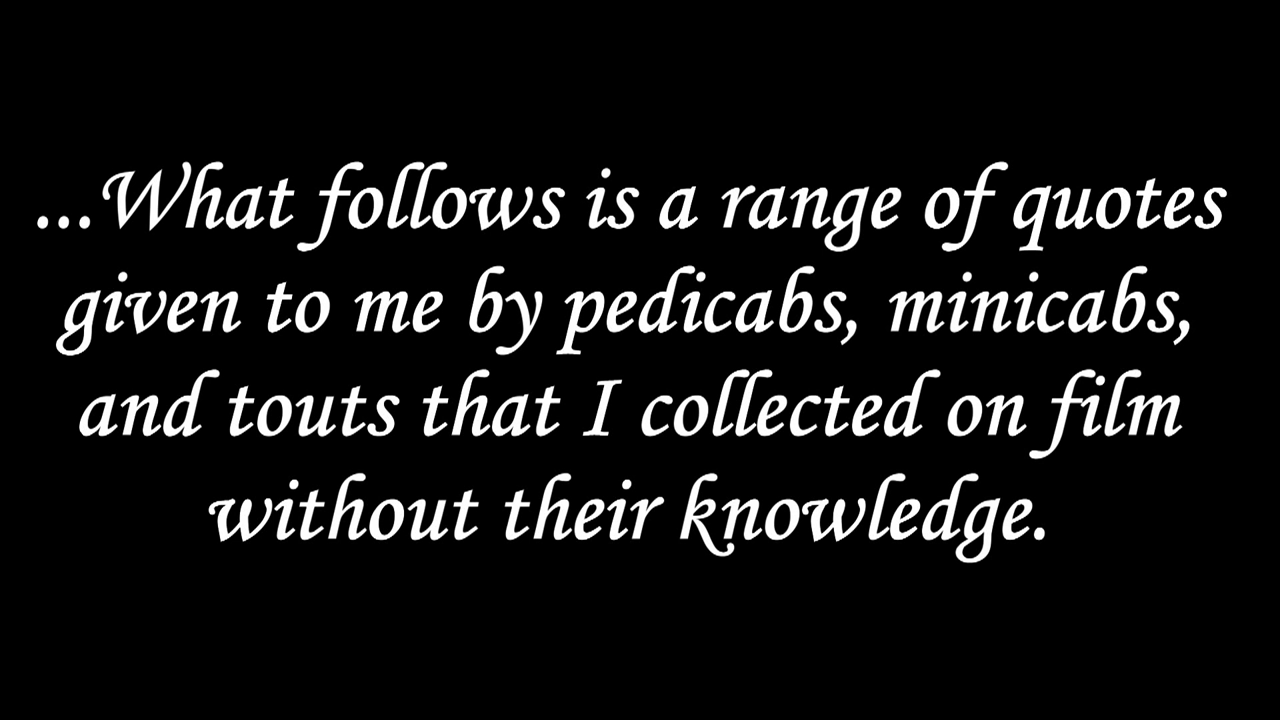 ...What follows is a range of quotes
given to me by pedicabs, minicabs,
and touts that I collected on film
without their knowledge.